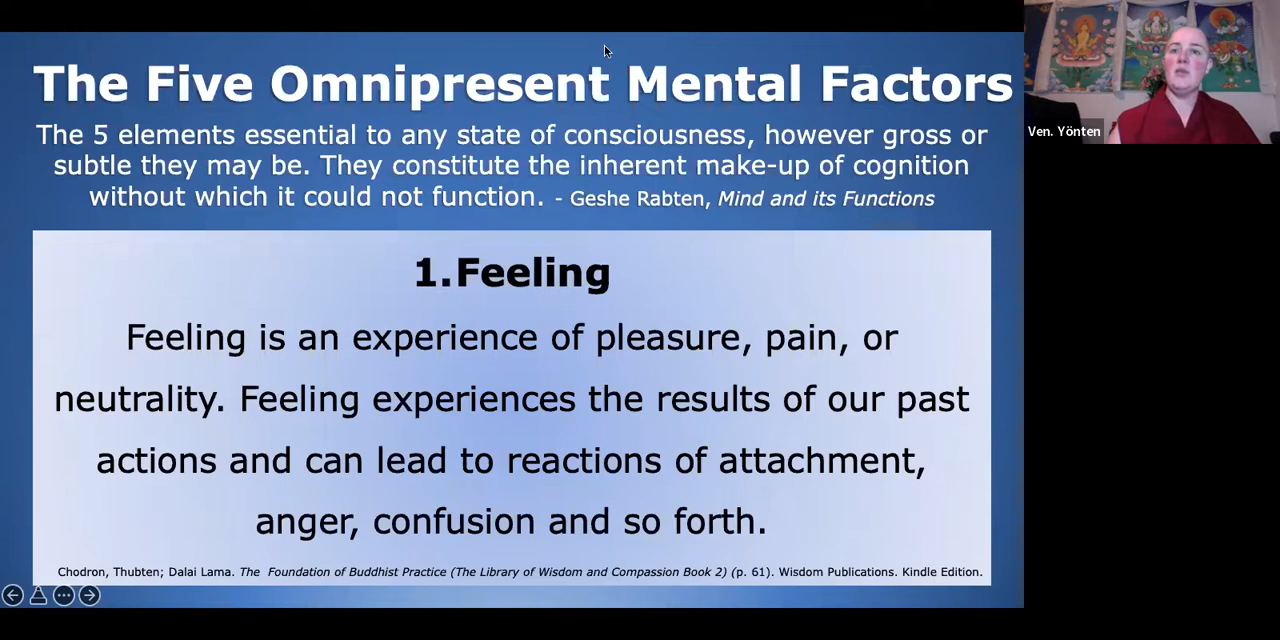 The Five Omnipresent Mental Factors
The 5 elements essential to any state of consciousness, however gross or
subtle they may be. They constitute the inherent make-up of cognition
without which it could not function. - Geshe Rabten, Mind and its Functions
1.Feeling
Feeling is an experience of pleasure, pain, or
neutrality. Feeling experiences the results of our past
actions and can lead to reactions of attachment,
anger, confusion and so forth.
Chodron, Thubten; Dalai Lama. The Foundation of Buddhist Practice (The Library of Wisdom and Compassion Book 2) (p. 61). Wisdom Publications. Kindle Edition.
Ven. Yönten